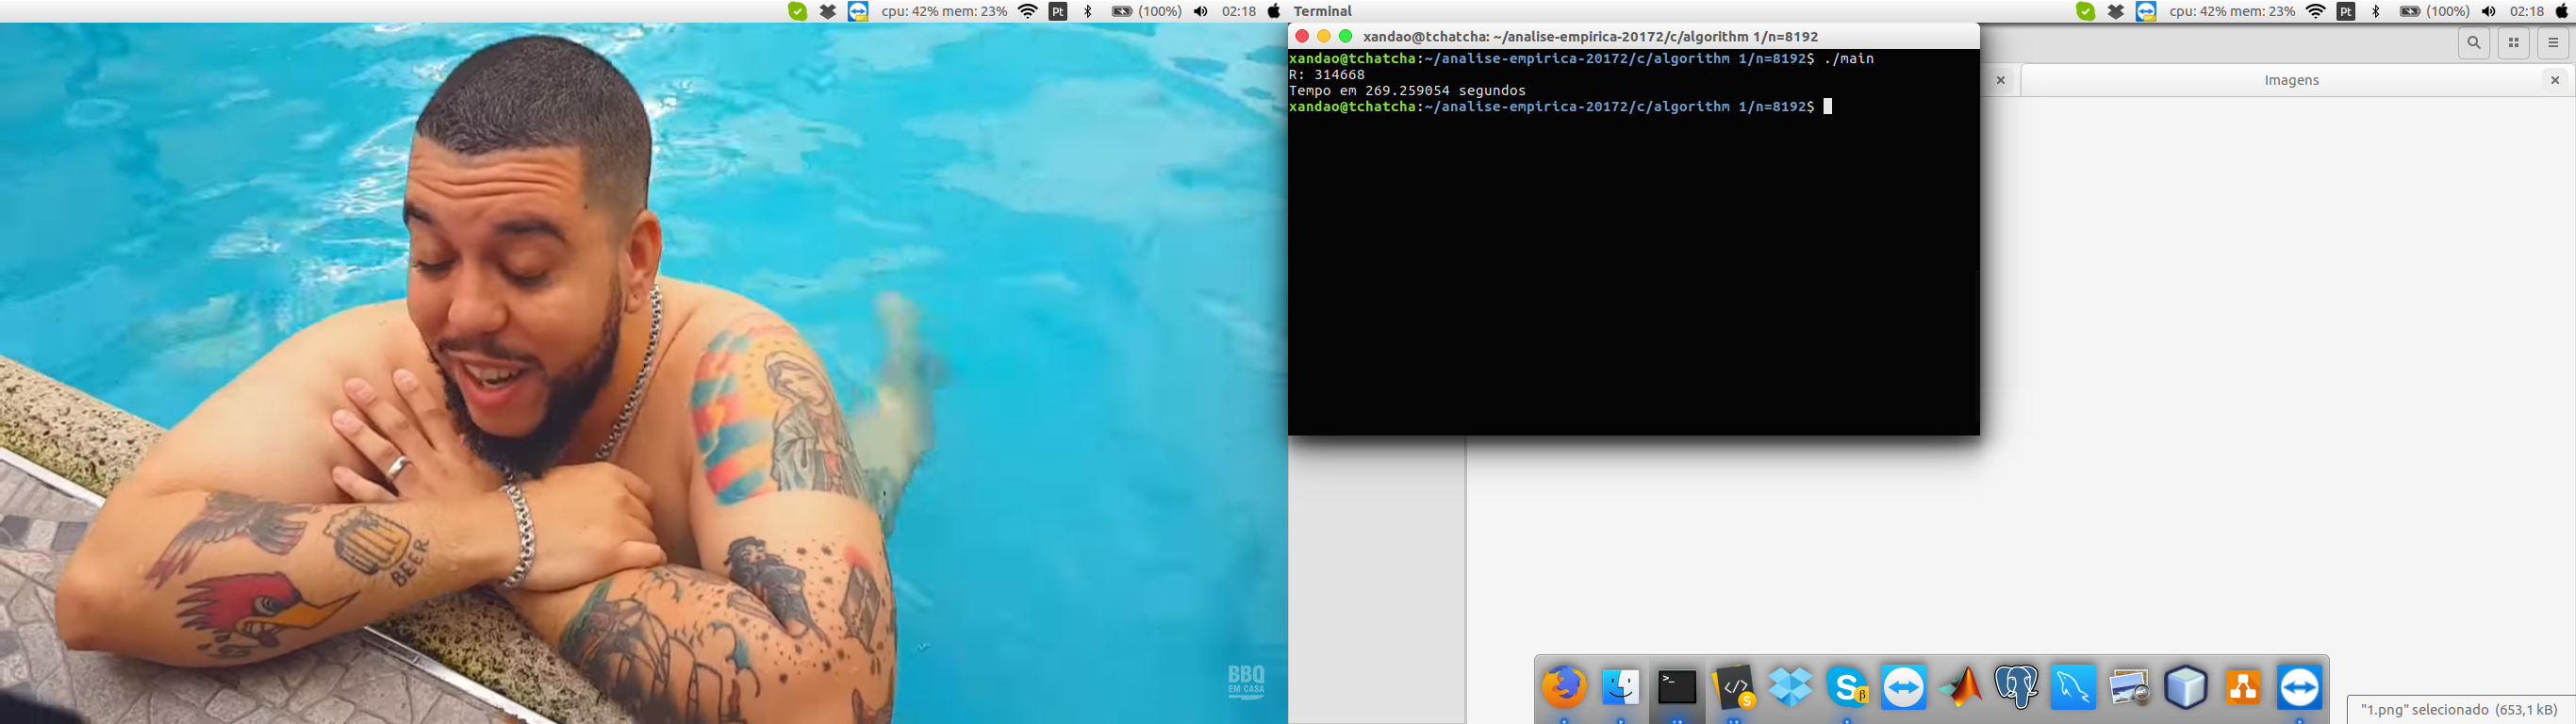 cpu: 42% mem: 23% Pt (100%) 02:18
BEER
BBQ
EM CASA
Terminal cpu: 42% mem: 23% Pt (100%) 02:18
xandao@tchatcha: ~/analise-empirica-20172/c/algorithm 1/n=8192
xandao@tchatcha:~/analise-empirica-20172/c/algorithm 1/n=8192$ ./main
R: 314668
Tempo em 269.259054 segundos
xandao@tchatcha:~/analise-empirica-20172/c/algorithm 1/n=8192$
Imagens
"1.png" selecionado (653,1 kB)